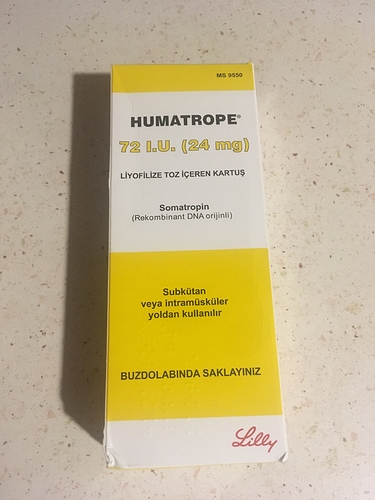 MS 9550
HUMATROPE®
72 I.U. (24 mg)
LİYOFİLİZE TOZ İÇEREN KARTUŞ
Somatropin
(Rekombinant DNA orijinli)
Subkütan
veya intramüsküler
yoldan kullanılır
BUZDOLABINDA SAKLAYINIZ
Lilly